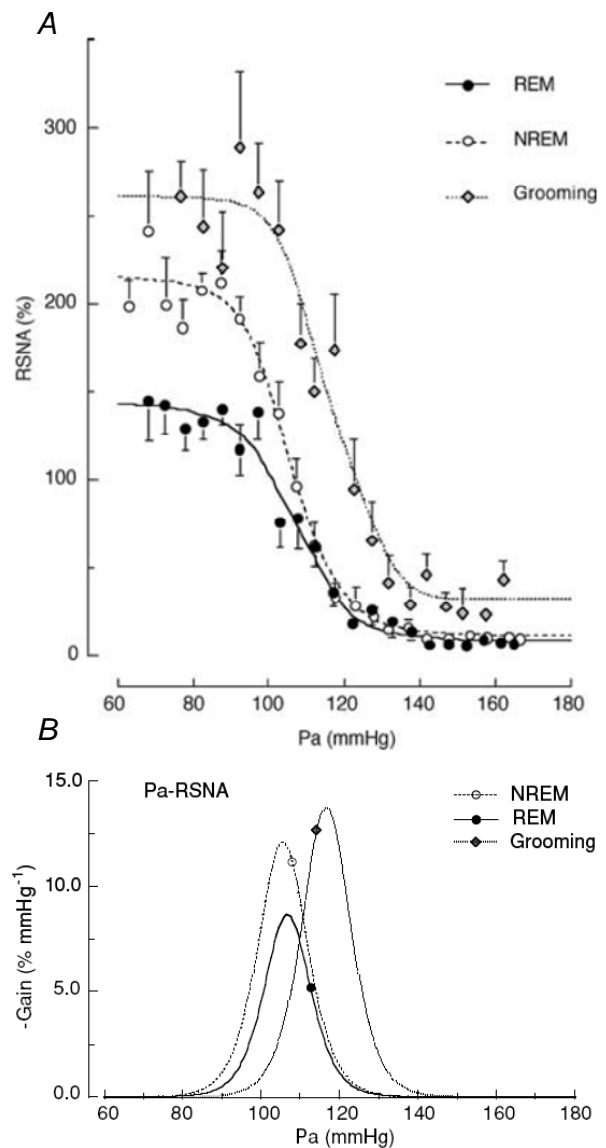 A
REM
NREM
Grooming
300
200
100
0
RSNA (%)
60 80 100 120 140 160 180
Pa (mmHg)
B
15.0
10.0
5.0
0.0
-Gain (% mmHg-1)
Pa-RSNA
NREM
REM
Grooming
60 80 100 120 140 160 180
Pa (mmHg)